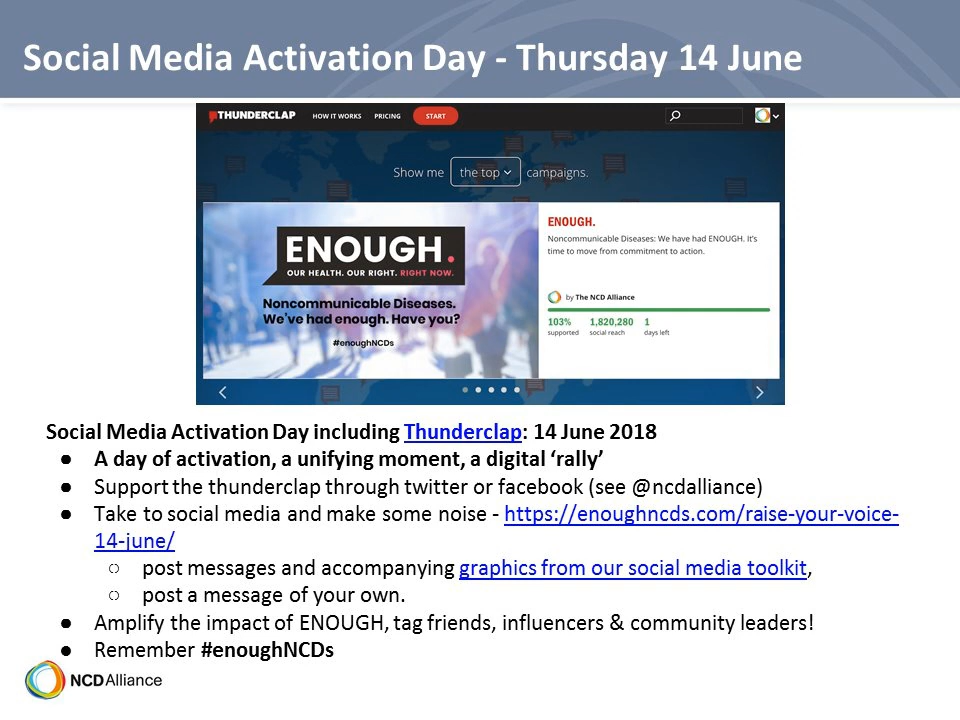 Social Media Activation Day - Thursday 14 June
THUNDERCLAP HOW IT WORKS PRICING START
Show me the top campaigns.
ENOUGH.
OUR HEALTH. OUR RIGHT. RIGHT NOW.
Noncommunicable Diseases.
We've had enough. Have you?
#enoughNCDs
ENOUGH.
Noncommunicable Diseases: We have had ENOUGH. It's
time to move from commitment to action.
by The NCD Alliance
103% 1,820,280 1
supported social reach days left
Social Media Activation Day including Thunderclap: 14 June 2018
● A day of activation, a unifying moment, a digital ‘rally’
● Support the thunderclap through twitter or facebook (see @ncdalliance)
● Take to social media and make some noise - https://enoughncds.com/raise-your-voice-
14-june/
○ post messages and accompanying graphics from our social media toolkit,
○ post a message of your own.
● Amplify the impact of ENOUGH, tag friends, influencers & community leaders!
● Remember #enoughNCDs
NCD Alliance